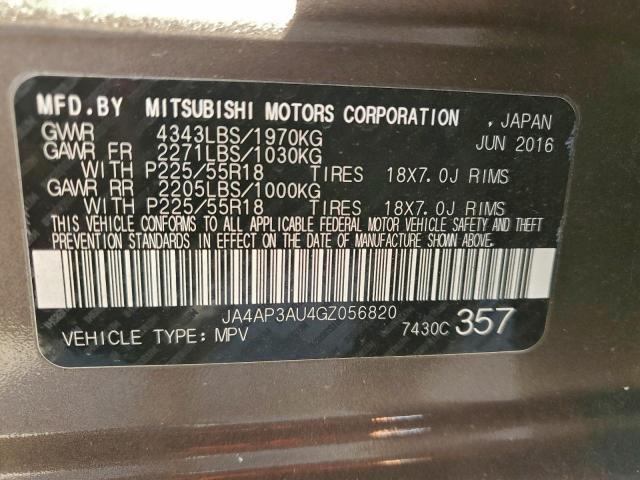 MFD.BY MITSUBISHI MOTORS CORPORATION , JAPAN
GVWR 4343LBS/1970KG JUN 2016
GAWR FR 2271LBS/1030KG
WITH P225/55R18 TIRES 18X7.0J RIMS
GAWR RR 2205LBS/1000KG
WITH P225/55R18 TIRES 18X7.0J RIMS
THIS VEHICLE CONFORMS TO ALL APPLICABLE FEDERAL MOTOR VEHICLE SAFETY AND THEFT
PREVENTION STANDARDS IN EFFECT ON THE DATE OF MANUFACTURE SHOWN ABOVE.
JA4AP3AU4GZ056820
VEHICLE TYPE: MPV 7430C 357